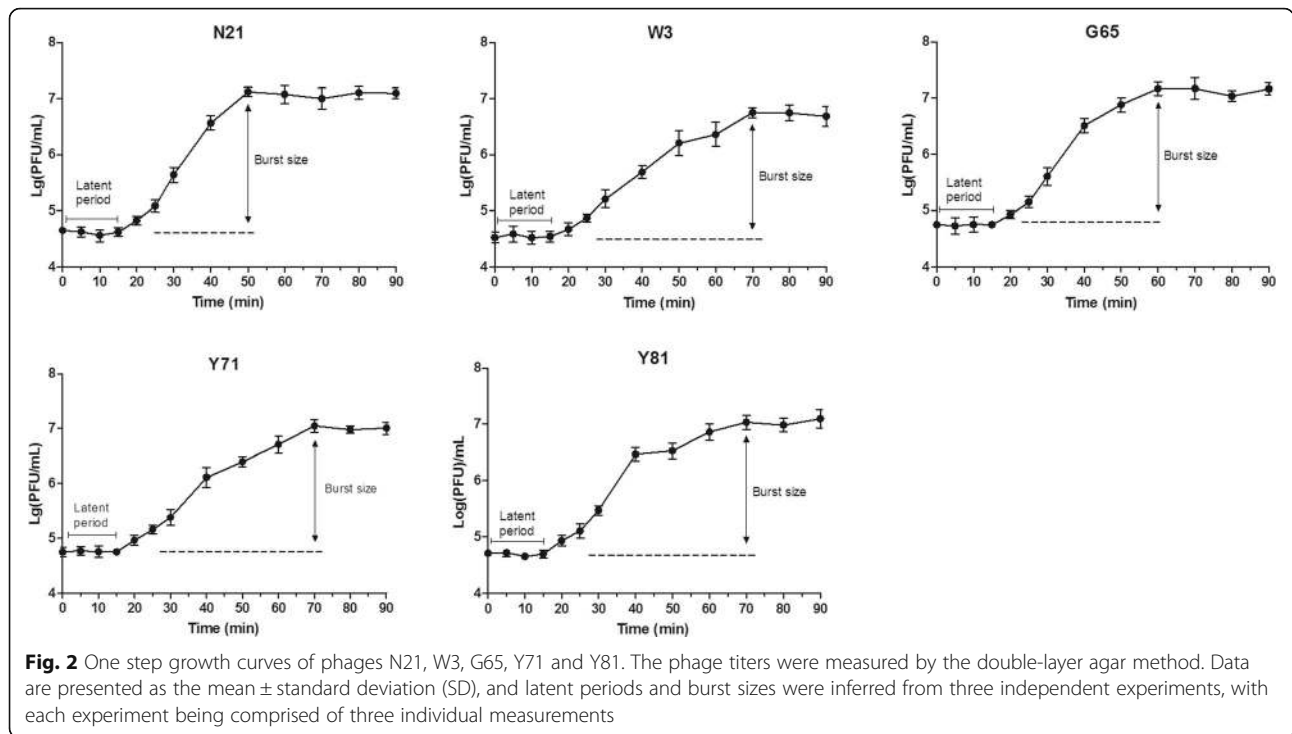 N21
Lg(PFU/mL)
8
7
6
5
4
Latent
period
Burst size
0 10 20 30 40 50 60 70 80 90
Time (min)
W3
Lg(PFU/mL)
8
7
6
5
4
Latent
period
Burst size
0 10 20 30 40 50 60 70 80 90
Time (min)
G65
Lg(PFU/mL)
8
7
6
5
4
Latent
period
Burst size
0 10 20 30 40 50 60 70 80 90
Time (min)
Y71
Lg(PFU/mL)
8
7
6
5
4
Latent
period
Burst size
0 10 20 30 40 50 60 70 80 90
Time (min)
Y81
Log(PFU)/mL
8
7
6
5
4
Latent
period
Burst size
0 10 20 30 40 50 60 70 80 90
Time (min)
Fig. 2 One step growth curves of phages N21, W3, G65, Y71 and Y81. The phage titers were measured by the double-layer agar method. Data
are presented as the mean ± standard deviation (SD), and latent periods and burst sizes were inferred from three independent experiments, with
each experiment being comprised of three individual measurements